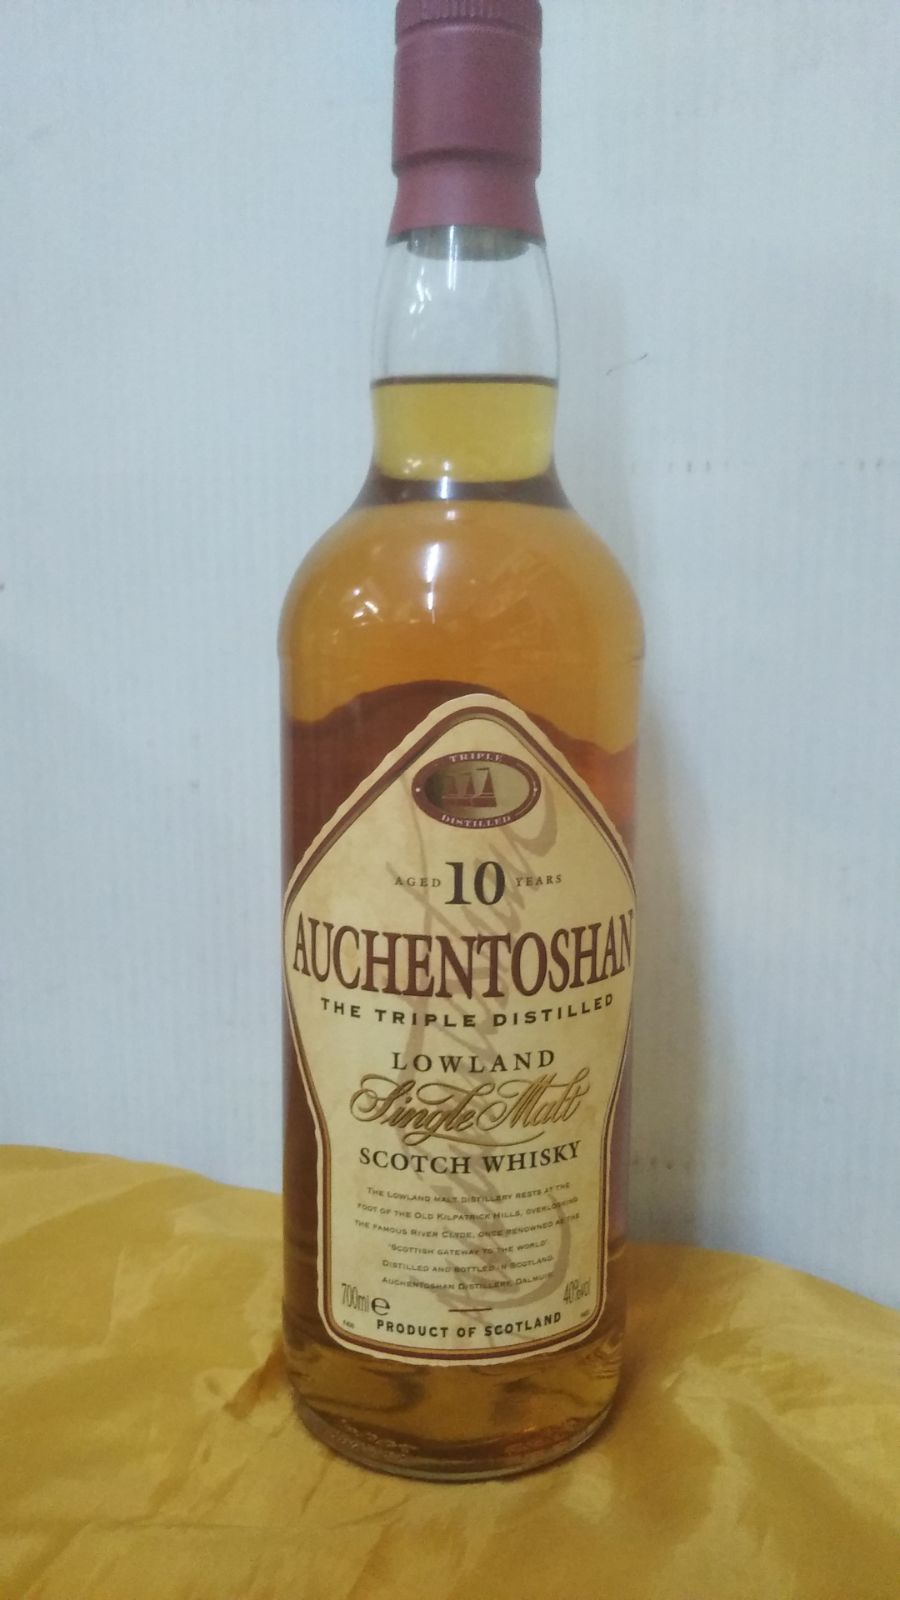 TRIPLE
DISTILLED
AGED 10 YEARS
AUCHENTOSHAN
THE TRIPLE DISTILLED
LOWLAND
Single Malt
SCOTCH WHISKY
THE LOWLAND MALT DISTILLERY RESTS AT THE
FOOT OF THE OLD KILPATRICK HILLS, OVERLOOKING
THE FAMOUS RIVER CLYDE, ONCE RENOWNED AS THE
"SCOTTISH GATEWAY TO THE WORLD".
DISTILLED AND BOTTLED IN SCOTLAND.
AUCHENTOSHAN DISTILLERY, DALMUIR.
700ml e 40%vol
PRODUCT OF SCOTLAND